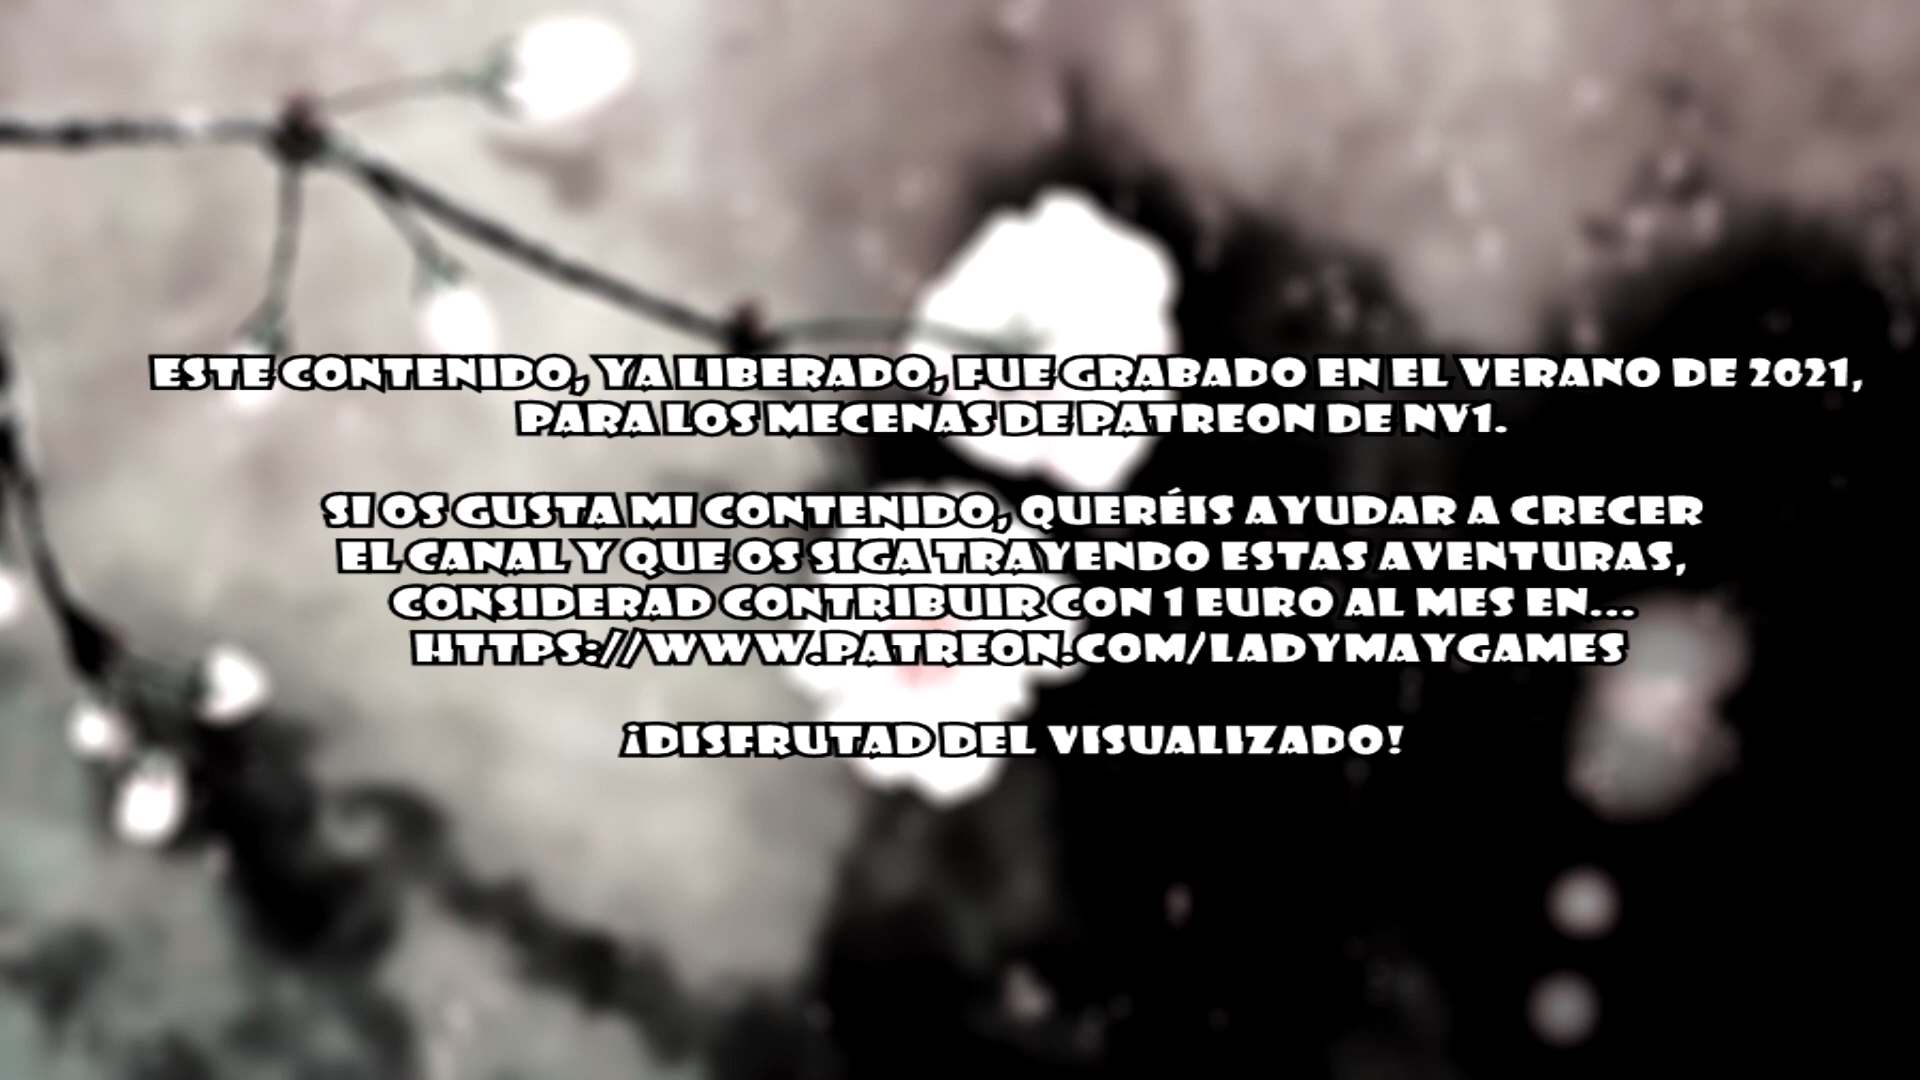 ESTE CONTENIDO, YA LIBERADO, FUE GRABADO EN EL VERANO DE 2021,
PARA LOS MECENAS DE PATREON DE NV1.
SI OS GUSTA MI CONTENIDO, QUERÉIS AYUDAR A CRECER
EL CANAL Y QUE OS SIGA TRAYENDO ESTAS AVENTURAS,
CONSIDERAD CONTRIBUIR CON 1 EURO AL MES EN...
HTTPS://WWW.PATREON.COM/LADYMAYGAMES
¡DISFRUTAD DEL VISUALIZADO!